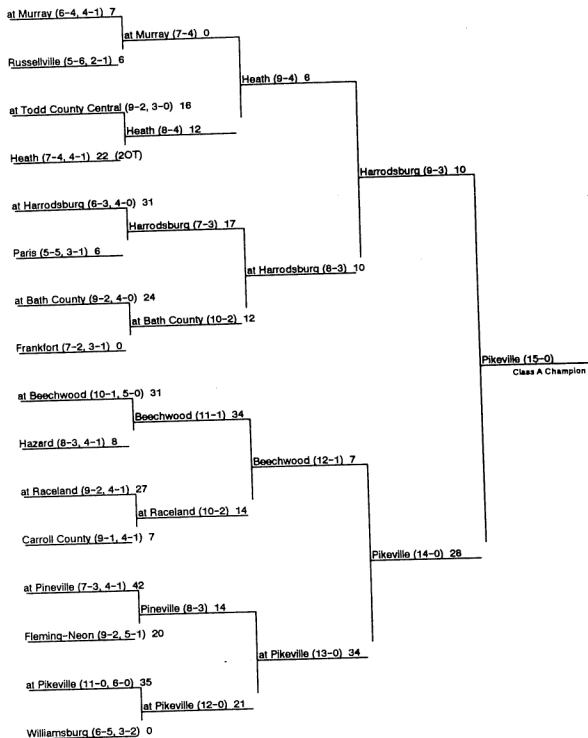 at Murray (6-4, 4-1) 7
at Murray (7-4) 0
Russellville (5-6, 2-1) 6
Heath (9-4) 6
at Todd County Central (9-2, 3-0) 16
Heath (8-4) 12
Heath (7-4, 4-1) 22 (2OT)
Harrodsburg (9-3) 10
at Harrodsburg (6-3, 4-0) 31
Harrodsburg (7-3) 17
Paris (5-5, 3-1) 6
at Harrodsburg (8-3) 10
at Bath County (9-2, 4-0) 24
at Bath County (10-2) 12
Frankfort (7-2, 3-1) 0
Pikeville (15-0)
Class A Champion
at Beechwood (10-1, 5-0) 31
Beechwood (11-1) 34
Hazard (8-3, 4-1) 8
Beechwood (12-1) 7
at Raceland (9-2, 4-1) 27
at Raceland (10-2) 14
Carroll County (9-1, 4-1) 7
Pikeville (14-0) 28
at Pineville (7-3, 4-1) 42
Pineville (8-3) 14
Fleming-Neon (9-2, 5-1) 20
at Pikeville (13-0) 34
at Pikeville (11-0, 6-0) 35
at Pikeville (12-0) 21
Williamsburg (6-5, 3-2) 0